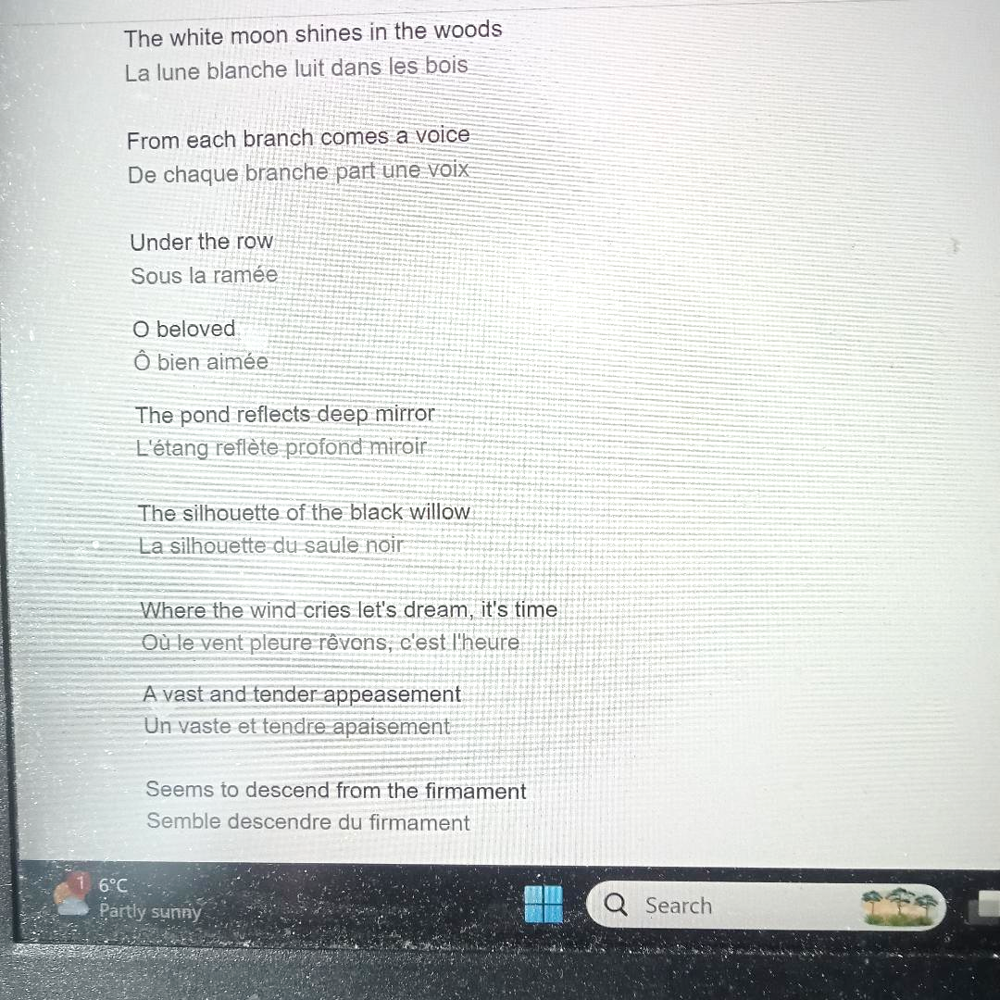 The white moon shines in the woods
La lune blanche luit dans les bois
From each branch comes a voice
De chaque branche part une voix
Under the row
Sous la ramée
O beloved
Ô bien aimée
The pond reflects deep mirror
L'étang reflète profond miroir
The silhouette of the black willow
La silhouette du saule noir
Where the wind cries let's dream, it's time
Où le vent pleure rêvons, c'est l'heure
A vast and tender appeasement
Un vaste et tendre apaisement
Seems to descend from the firmament
Semble descendre du firmament
1
6°C
Partly sunny
Search